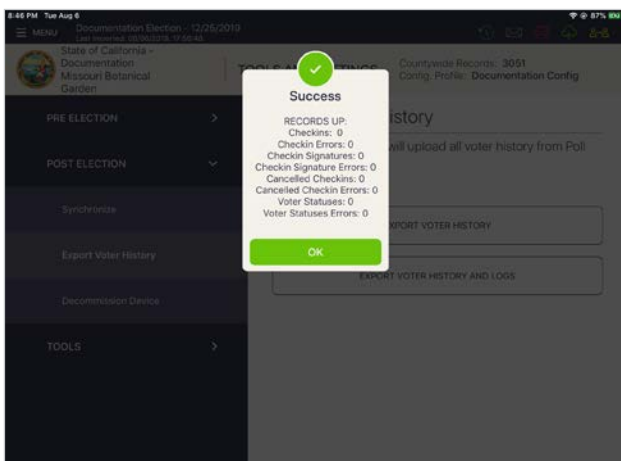 8:46 PM Tue Aug 6
87%
MENU
Documentation Election - 12/25/2019
State of California -
Documentation
Missouri Botanical
Garden
Countywide Records: 3051
Config. Profile: Documentation Config
Success
RECORDS UP:
Checkins: 0
Checkin Errors: 0
Checkin Signatures: 0
Checkin Signature Errors: 0
Cancelled Checkins: 0
Cancelled Checkin Errors: 0
Voter Statuses: 0
Voter Statuses Errors: 0
OK
PRE ELECTION
POST ELECTION
Synchronize
Export Voter History
Decommission Device
TOOLS
istory
will upload all voter history from Poll
XPORT VOTER HISTORY
EXPORT VOTER HISTORY AND LOGS